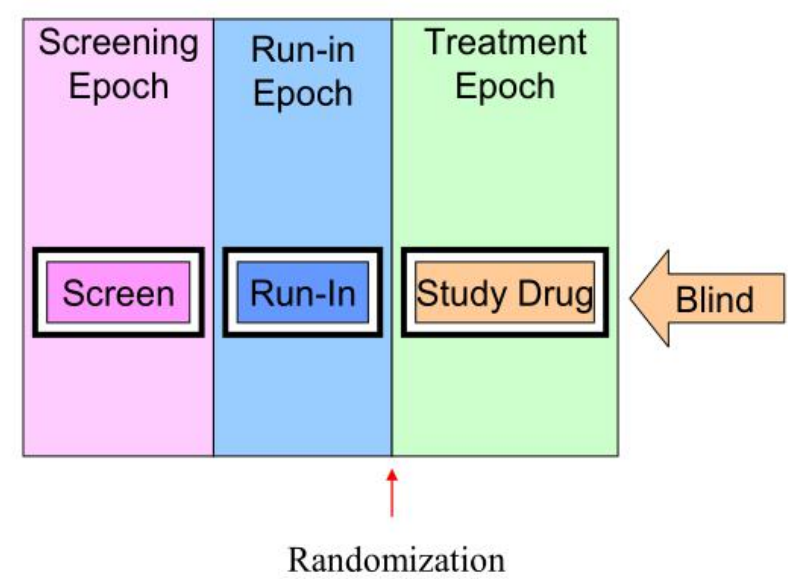 Screening
Epoch
Run-in
Epoch
Treatment
Epoch
Screen
Run-In
Study Drug
Blind
Randomization